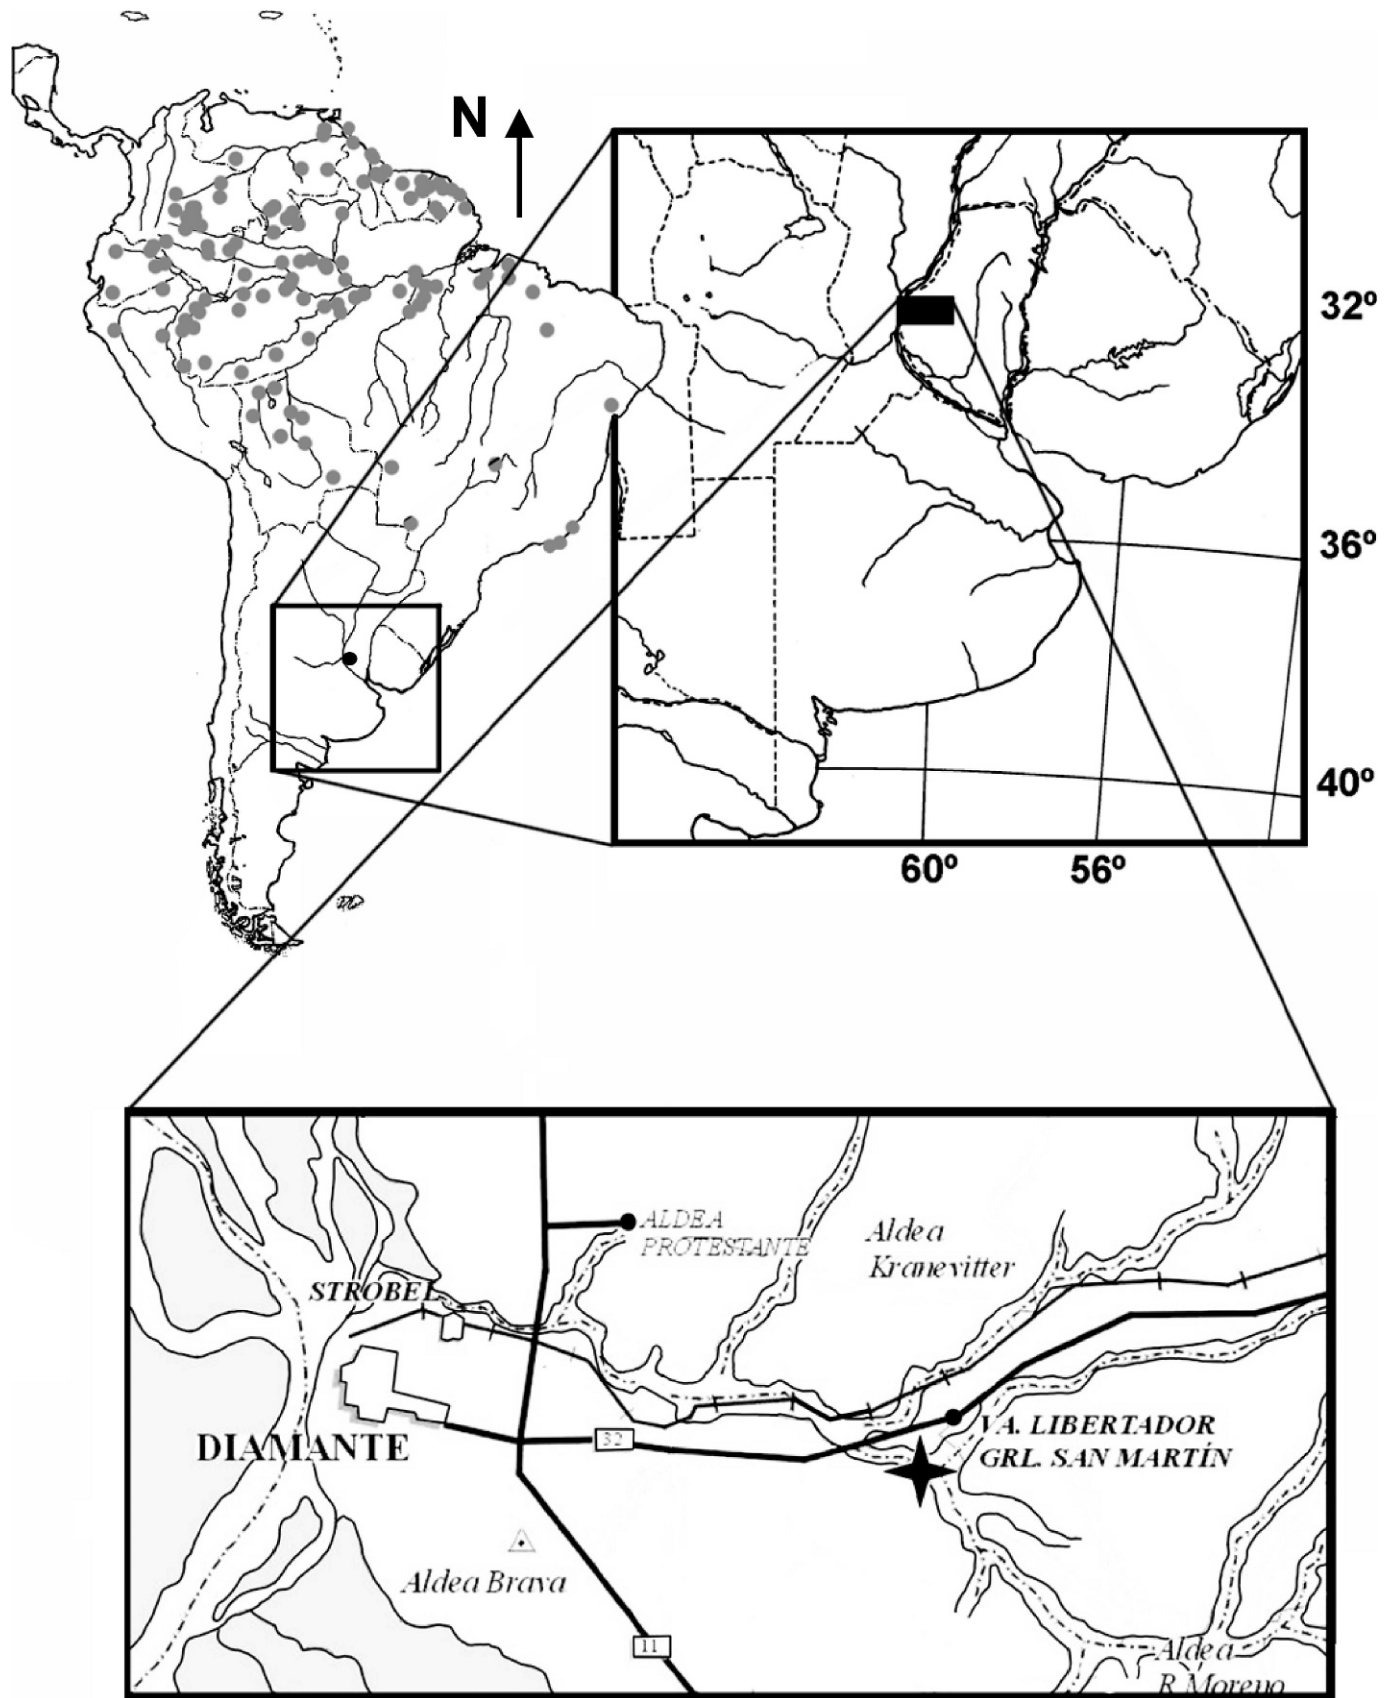 N
32º
36º
40º
60º
56º
ALDEA
PROTESTANTE
Aldea
Kranevitter
STROBEL
DIAMANTE
32
VA. LIBERTADOR
GRL. SAN MARTÍN
Aldea Brava
11
Aldea
R Moreno